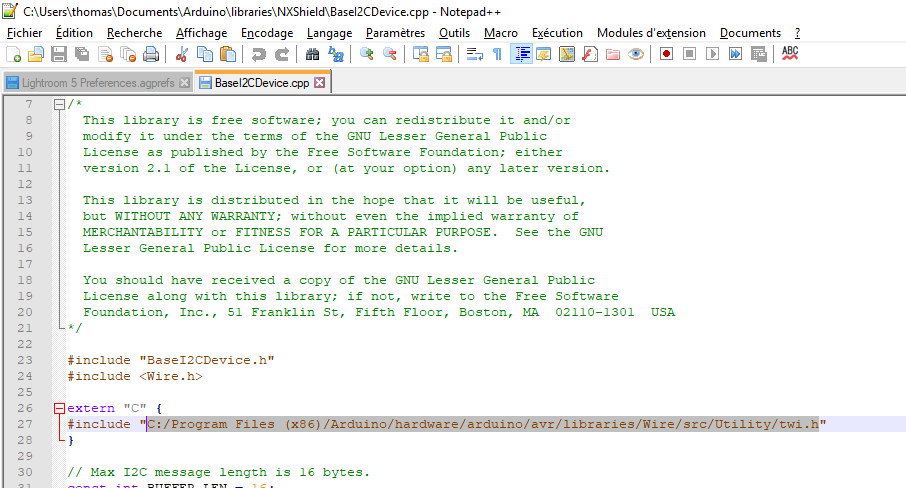 C:\Users\thomas\Documents\Arduino\libraries\NXShield\BaseI2CDevice.cpp - Notepad++
Fichier Édition Recherche Affichage Encodage Langage Paramètres Outils Macro Exécution Modules d'extension Documents ?
Lightroom 5 Preferences.agprefs BaseI2CDevice.cpp
7 /*
8 This library is free software; you can redistribute it and/or
9 modify it under the terms of the GNU Lesser General Public
10 License as published by the Free Software Foundation; either
11 version 2.1 of the License, or (at your option) any later version.
12
13 This library is distributed in the hope that it will be useful,
14 but WITHOUT ANY WARRANTY; without even the implied warranty of
15 MERCHANTABILITY or FITNESS FOR A PARTICULAR PURPOSE.  See the GNU
16 Lesser General Public License for more details.
17
18 You should have received a copy of the GNU Lesser General Public
19 License along with this library; if not, write to the Free Software
20 Foundation, Inc., 51 Franklin St, Fifth Floor, Boston, MA  02110-1301  USA
21 */
22
23 #include "BaseI2CDevice.h"
24 #include <Wire.h>
25
26 extern "C" {
27 #include "C:/Program Files (x86)/Arduino/hardware/arduino/avr/libraries/Wire/src/Utility/twi.h"
28 }
29
30 // Max I2C message length is 16 bytes.
31 const int BUFFER_LEN = 16;